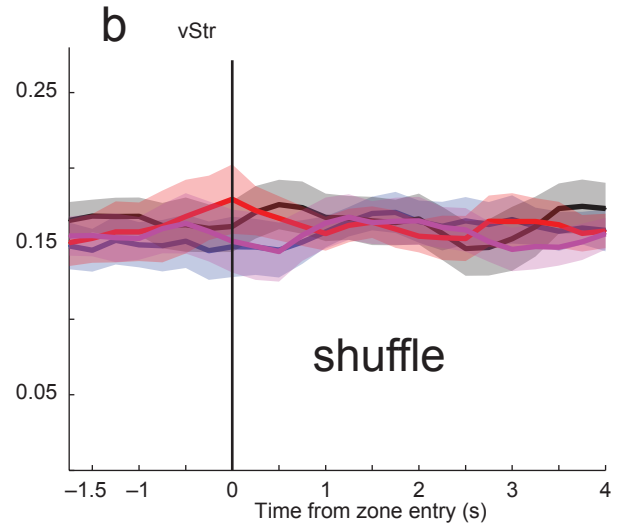 b
vStr
0.25
0.15
shuffle
0.05
–1.5 –1 0 1 2 3 4
Time from zone entry (s)